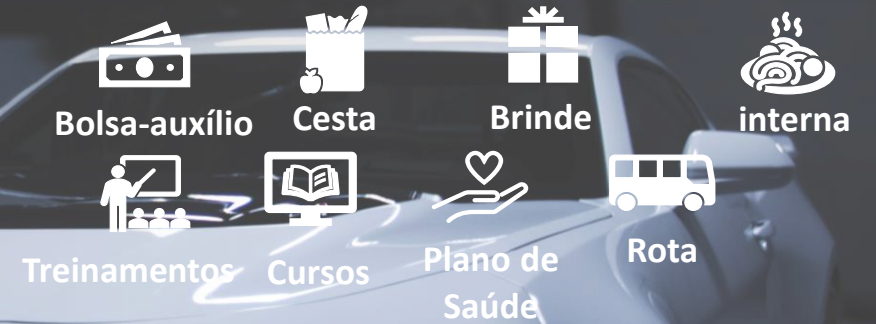 Bolsa-auxílio
Cesta
Brinde
interna
Treinamentos
Cursos
Plano de
Saúde
Rota